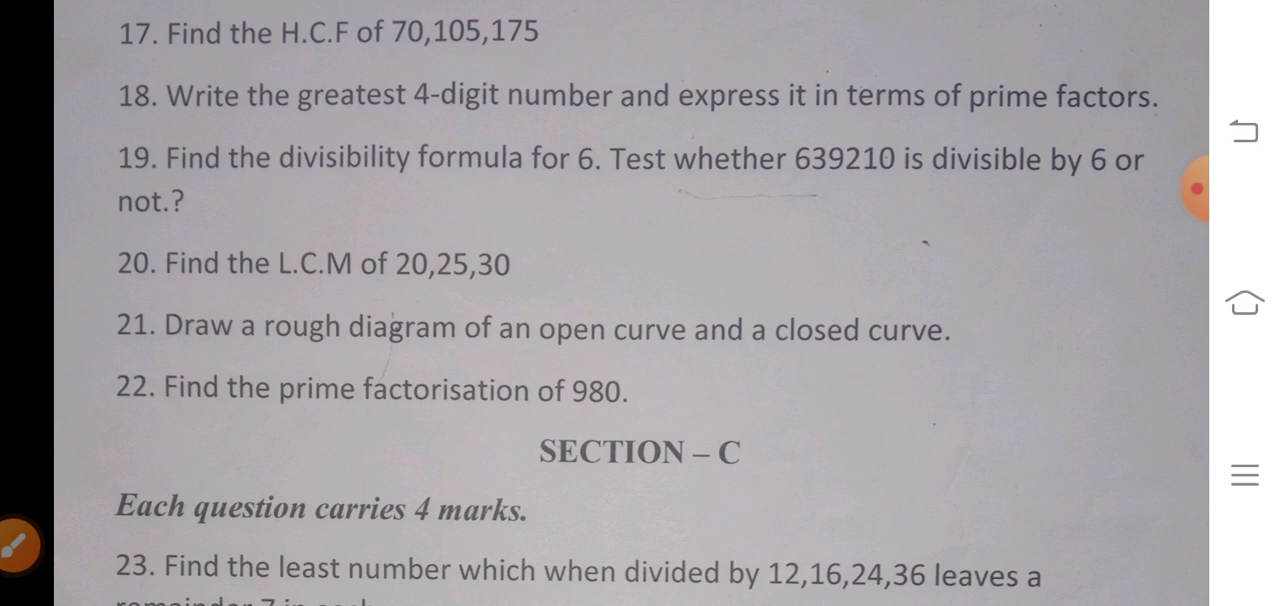 17. Find the H.C.F of 70,105,175
18. Write the greatest 4-digit number and express it in terms of prime factors.
19. Find the divisibility formula for 6. Test whether 639210 is divisible by 6 or
not.?
20. Find the L.C.M of 20,25,30
21. Draw a rough diagram of an open curve and a closed curve.
22. Find the prime factorisation of 980.
SECTION – C
Each question carries 4 marks.
23. Find the least number which when divided by 12,16,24,36 leaves a